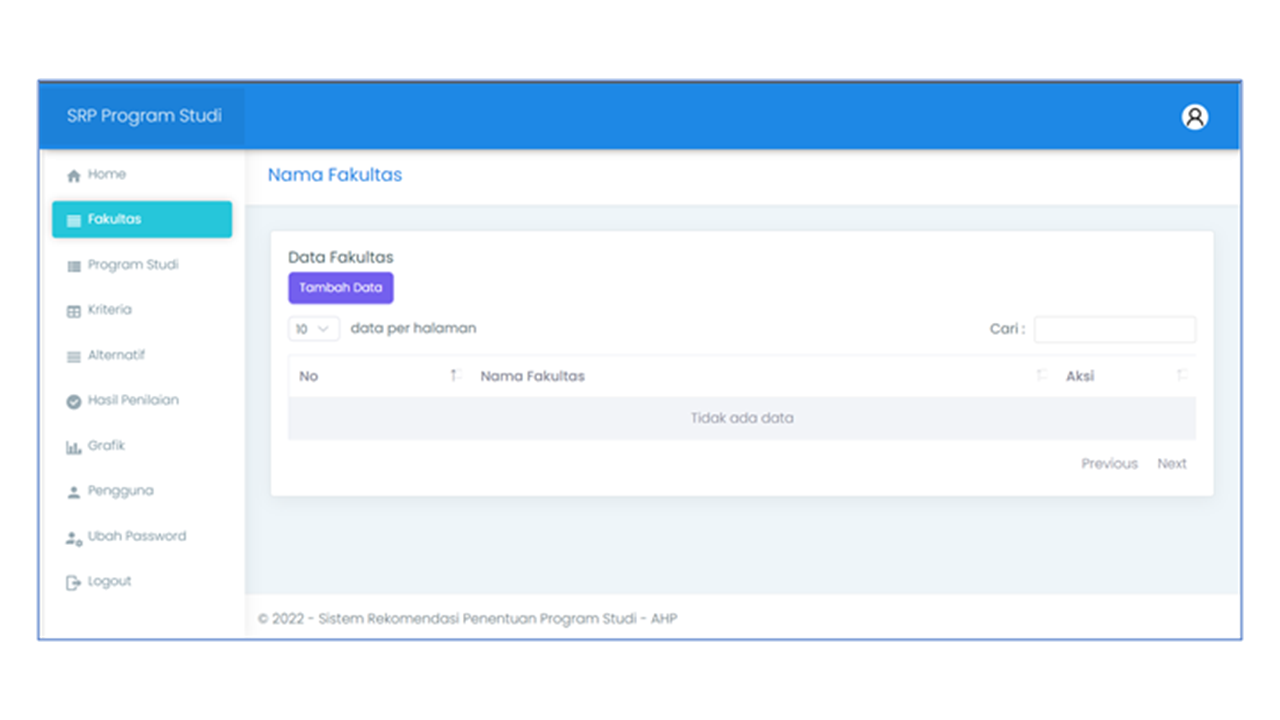 SRP Program Studi
Home
Fakultas
Program Studi
Kriteria
Alternatif
Hasil Penilaian
Grafik
Pengguna
Ubah Password
Logout
Nama Fakultas
Data Fakultas
Tambah Data
10 data per halaman Cari :
No Nama Fakultas Aksi
Tidak ada data
Previous Next
© 2022 - Sistem Rekomendasi Penentuan Program Studi - AHP